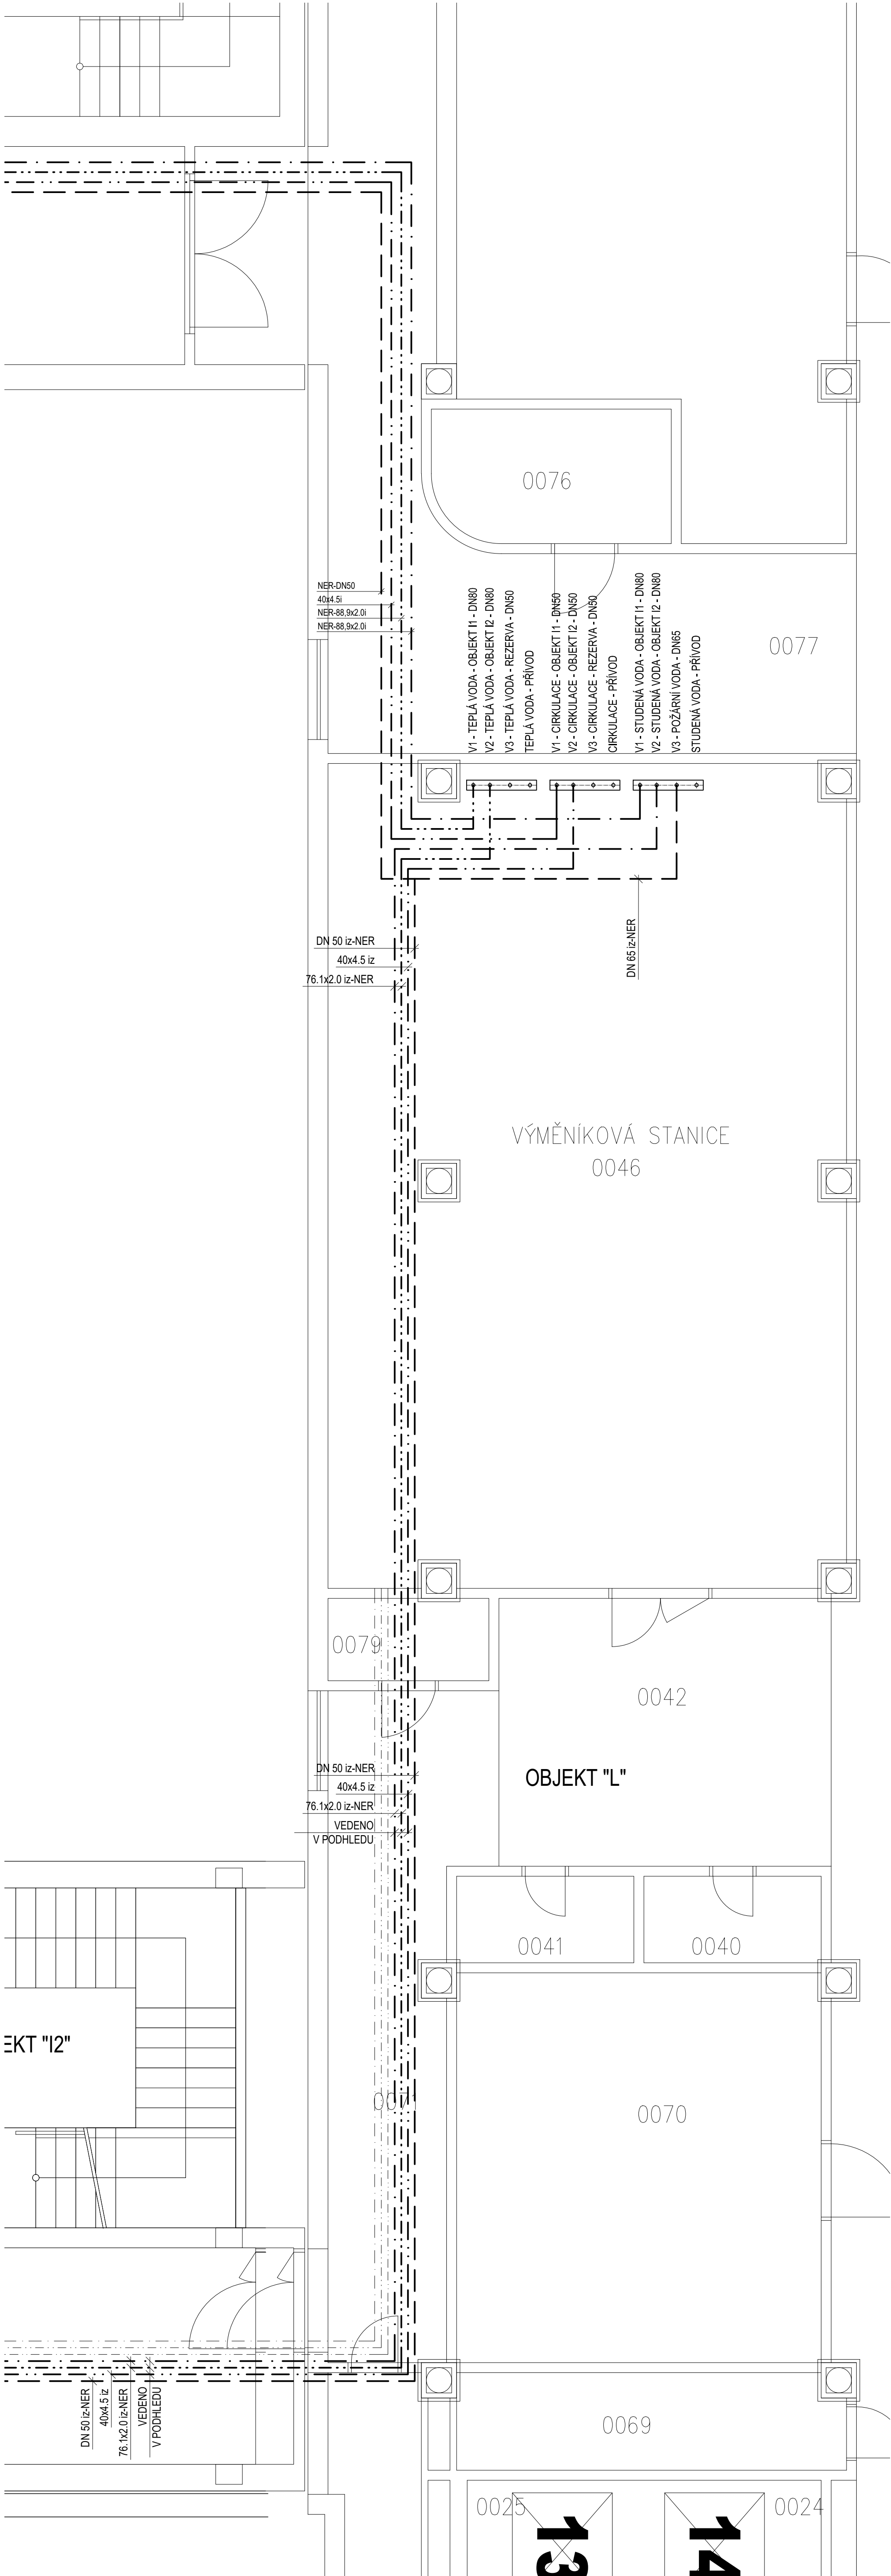 0076
NER-DN50
40x4.5i
NER-88,9x2.0i
NER-88,9x2.0i
V1 - TEPLÁ VODA - OBJEKT I1 - DN80
V2 - TEPLÁ VODA - OBJEKT I2 - DN80
V3 - TEPLÁ VODA - REZERVA - DN50
TEPLÁ VODA - PŘÍVOD
V1 - CIRKULACE - OBJEKT I1 - DN50
V2 - CIRKULACE - OBJEKT I2 - DN50
V3 - CIRKULACE - REZERVA - DN50
CIRKULACE - PŘÍVOD
V1 - STUDENÁ VODA - OBJEKT I1 - DN80
V2 - STUDENÁ VODA - OBJEKT I2 - DN80
V3 - POŽÁRNÍ VODA - DN65
STUDENÁ VODA - PŘÍVOD
0077
DN 50 iz-NER
40x4.5 iz
76.1x2.0 iz-NER
DN 65 iz-NER
VÝMĚNÍKOVÁ STANICE
0046
0079
0042
DN 50 iz-NER
40x4.5 iz
76.1x2.0 iz-NER
VEDENO
V PODHLEDU
OBJEKT "L"
0041
0040
EKT "I2"
0070
DN 50 iz-NER
40x4.5 iz
76.1x2.0 iz-NER
VEDENO
V PODHLEDU
0069
0025
13
14
0024